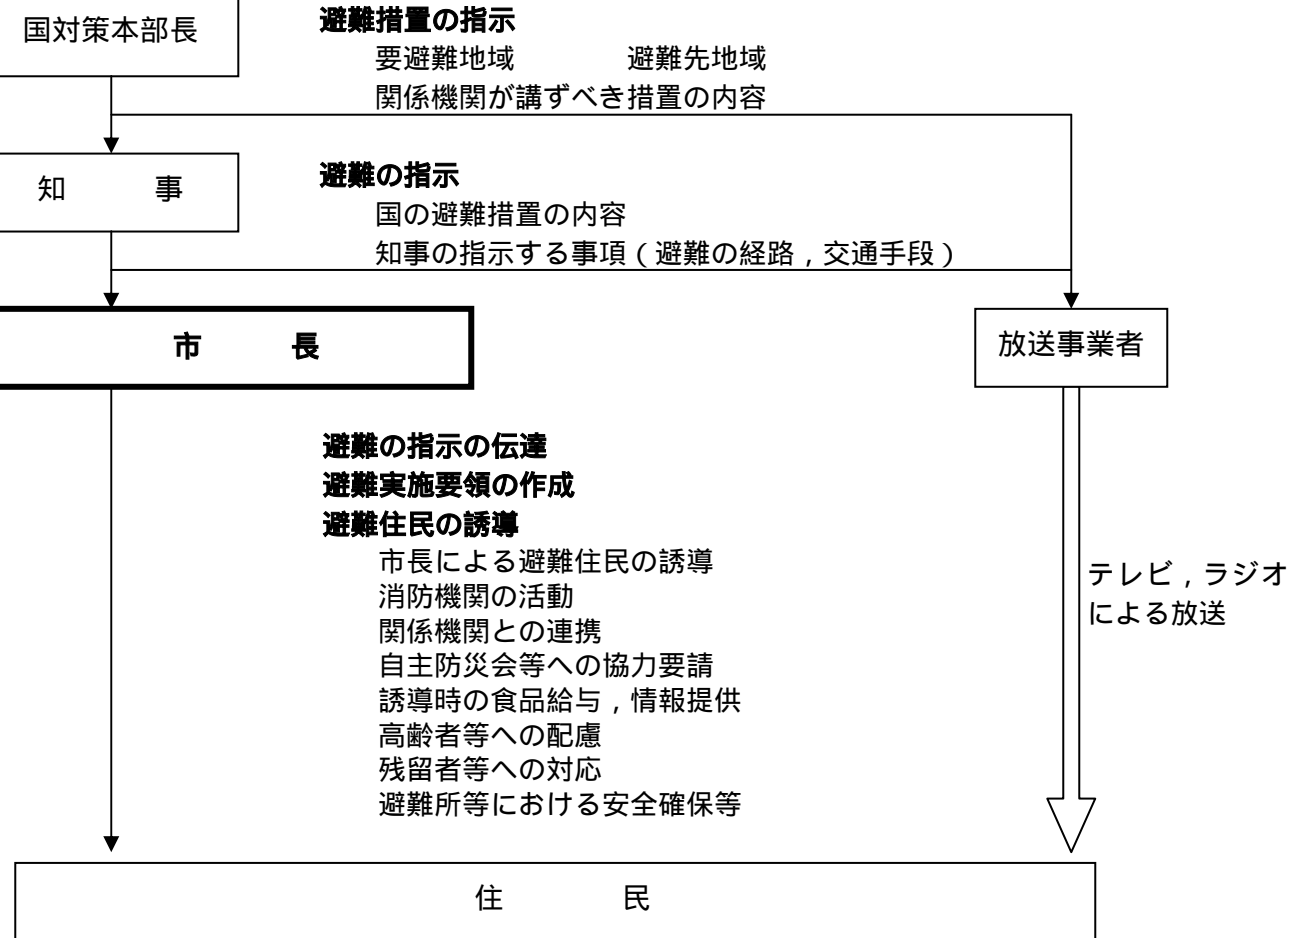 国対策本部長
避難措置の指示
要避難地域　　　　避難先地域
関係機関が講ずべき措置の内容
知　　　事
避難の指示
国の避難措置の内容
知事の指示する事項（避難の経路，交通手段）
市　　　長
放送事業者
避難の指示の伝達
避難実施要領の作成
避難住民の誘導
市長による避難住民の誘導
消防機関の活動
関係機関との連携
自主防災会等への協力要請
誘導時の食品給与，情報提供
高齢者等への配慮
残留者等への対応
避難所等における安全確保等
テレビ，ラジオ
による放送
住　　　　民